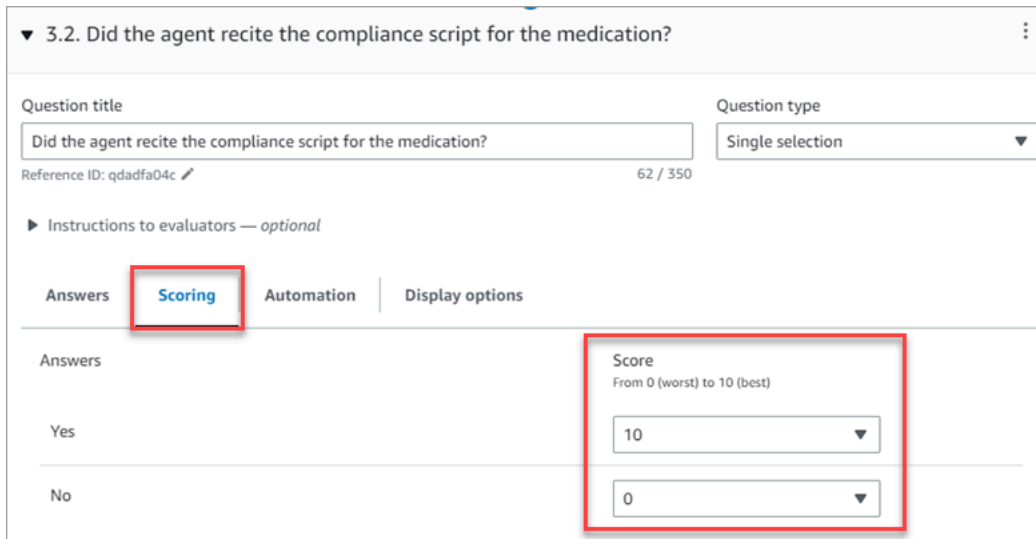 3.2. Did the agent recite the compliance script for the medication?
Question title
Question type
Did the agent recite the compliance script for the medication?
Single selection
Reference ID: qdadfa04c
62 / 350
Instructions to evaluators — optional
Answers
Scoring
Automation
Display options
Answers
Score
From 0 (worst) to 10 (best)
Yes
10
No
0